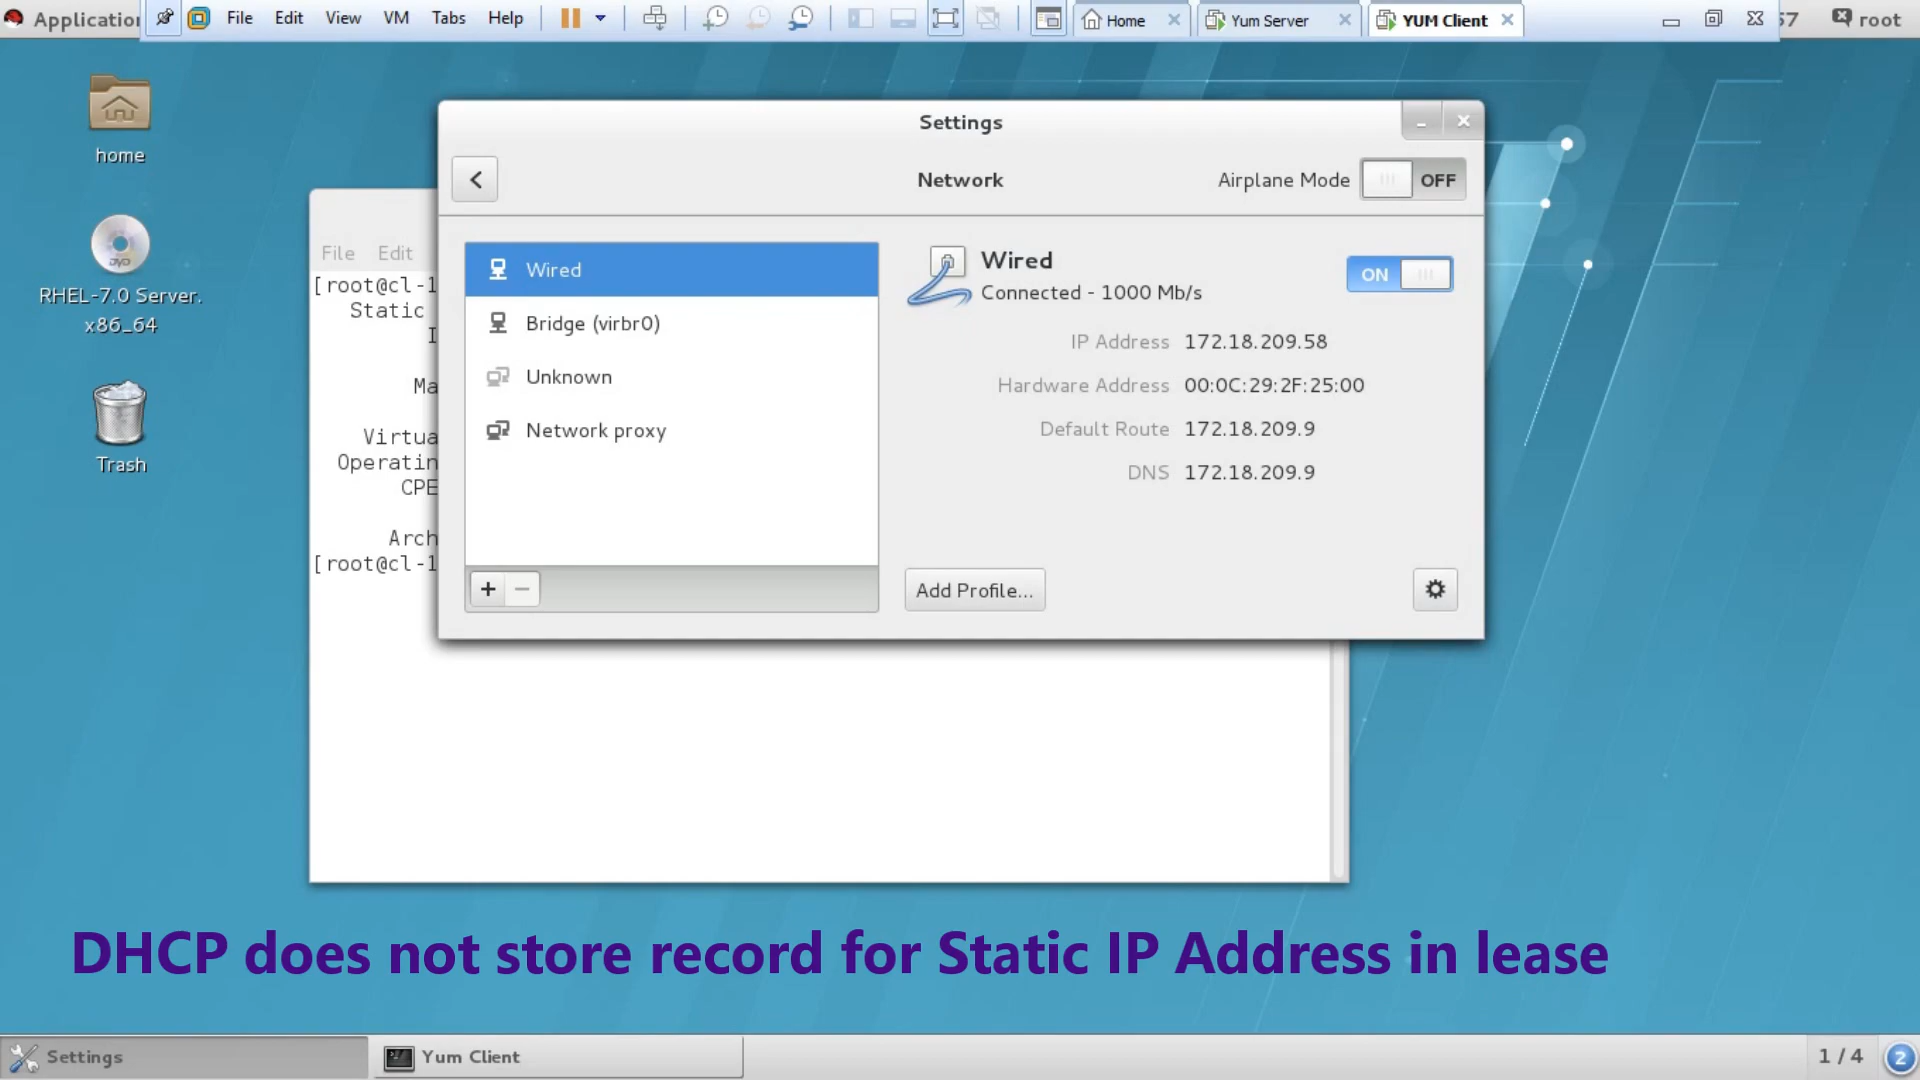 Application
File Edit View VM Tabs Help
Home
Yum Server
YUM Client
57
root
home
RHEL-7.0 Server.
x86_64
Trash
Settings
Network
Airplane Mode
OFF
File Edit
[root@cl-1
Static
Ma
Virtua
Operatin
CPE
Arch
[root@cl-1
Wired
Bridge (virbr0)
Unknown
Network proxy
+ −
Wired
Connected - 1000 Mb/s
ON
IP Address 172.18.209.58
Hardware Address 00:0C:29:2F:25:00
Default Route 172.18.209.9
DNS 172.18.209.9
Add Profile...
DHCP does not store record for Static IP Address in lease
Settings
Yum Client
1 / 4
2